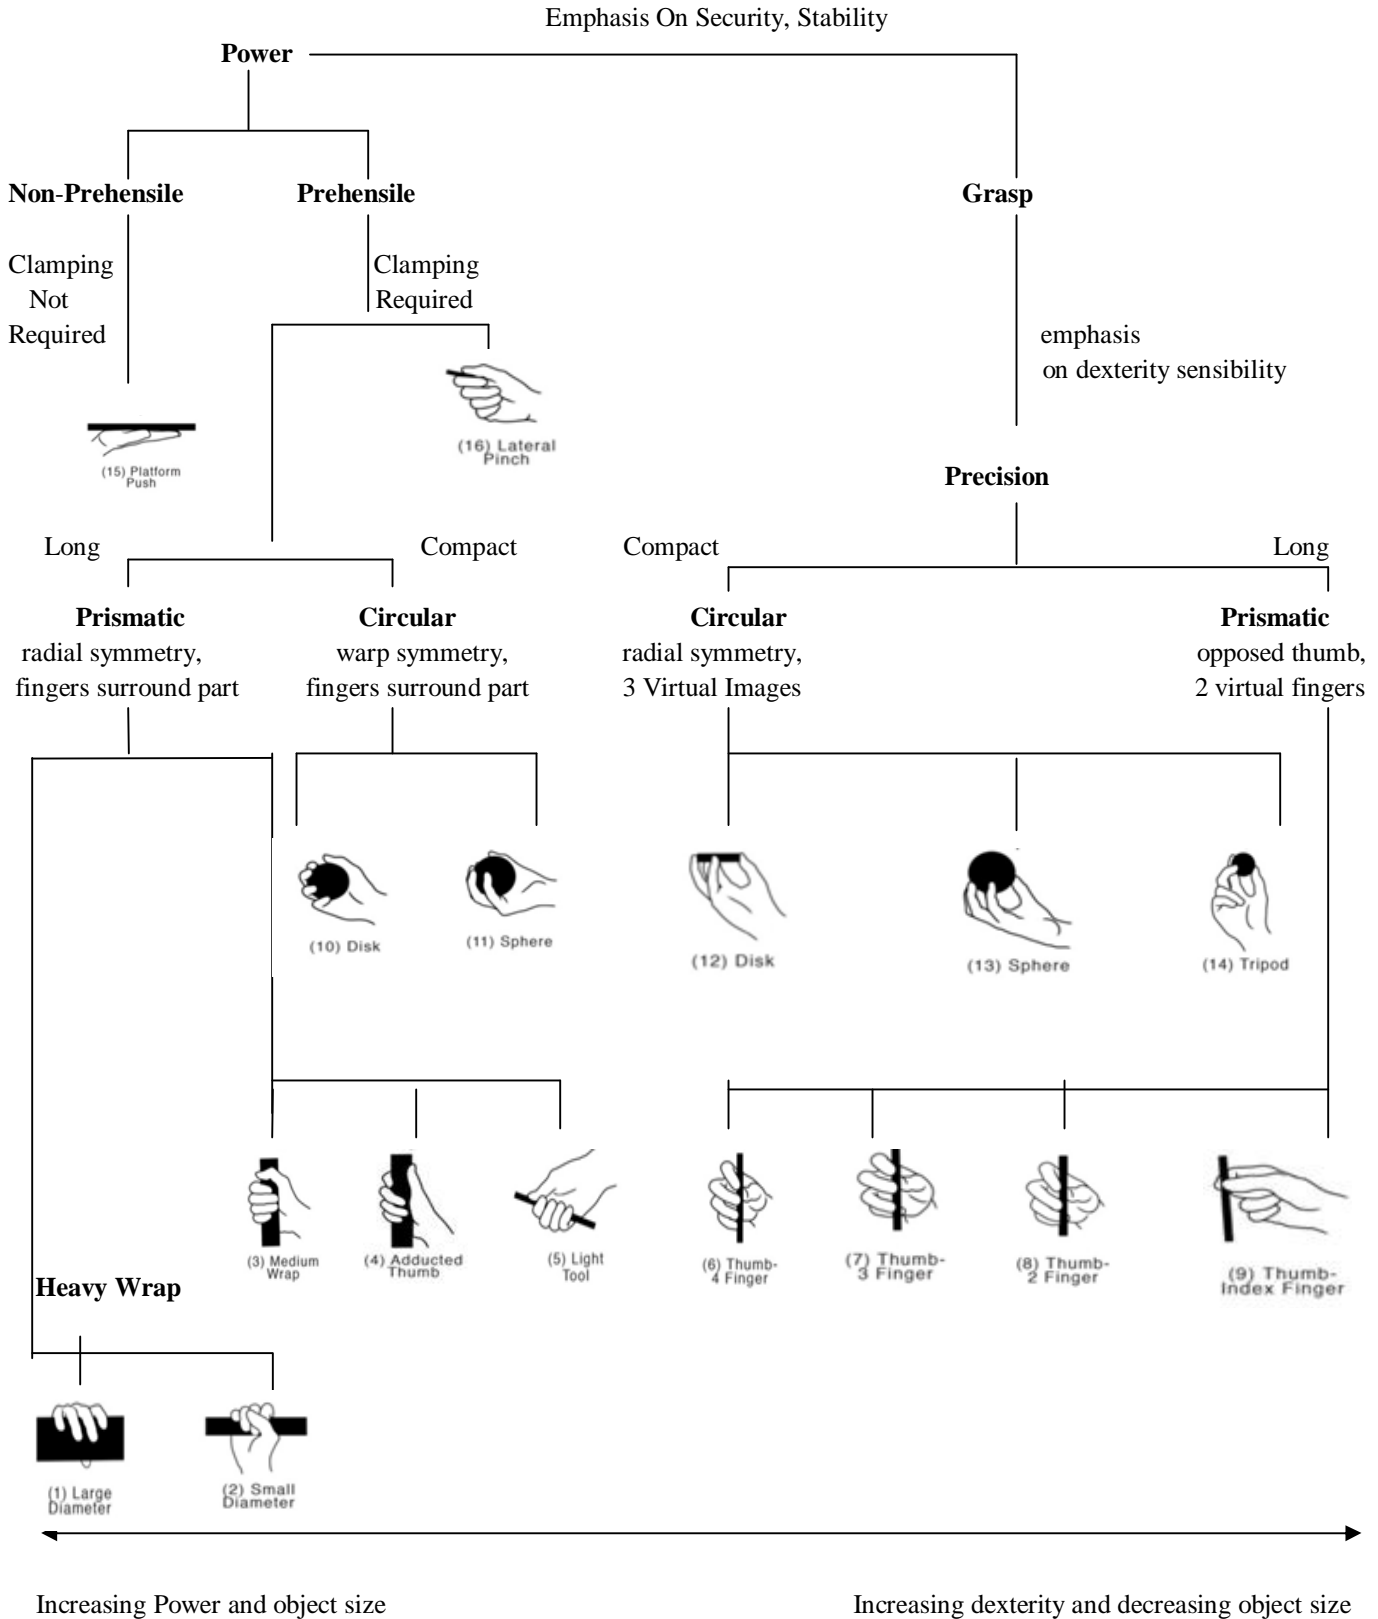 Emphasis On Security, Stability
Power
Non-Prehensile
Prehensile
Grasp
Clamping
Not
Required
Clamping
Required
emphasis
on dexterity sensibility
(15) Platform
Push
(16) Lateral
Pinch
Precision
Long
Compact
Compact
Long
Prismatic
radial symmetry,
fingers surround part
Circular
warp symmetry,
fingers surround part
Circular
radial symmetry,
3 Virtual Images
Prismatic
opposed thumb,
2 virtual fingers
(10) Disk
(11) Sphere
(12) Disk
(13) Sphere
(14) Tripod
(3) Medium
Wrap
(4) Adducted
Thumb
(5) Light
Tool
(6) Thumb-
4 Finger
(7) Thumb-
3 Finger
(8) Thumb-
2 Finger
(9) Thumb-
Index Finger
Heavy Wrap
(1) Large
Diameter
(2) Small
Diameter
Increasing Power and object size
Increasing dexterity and decreasing object size